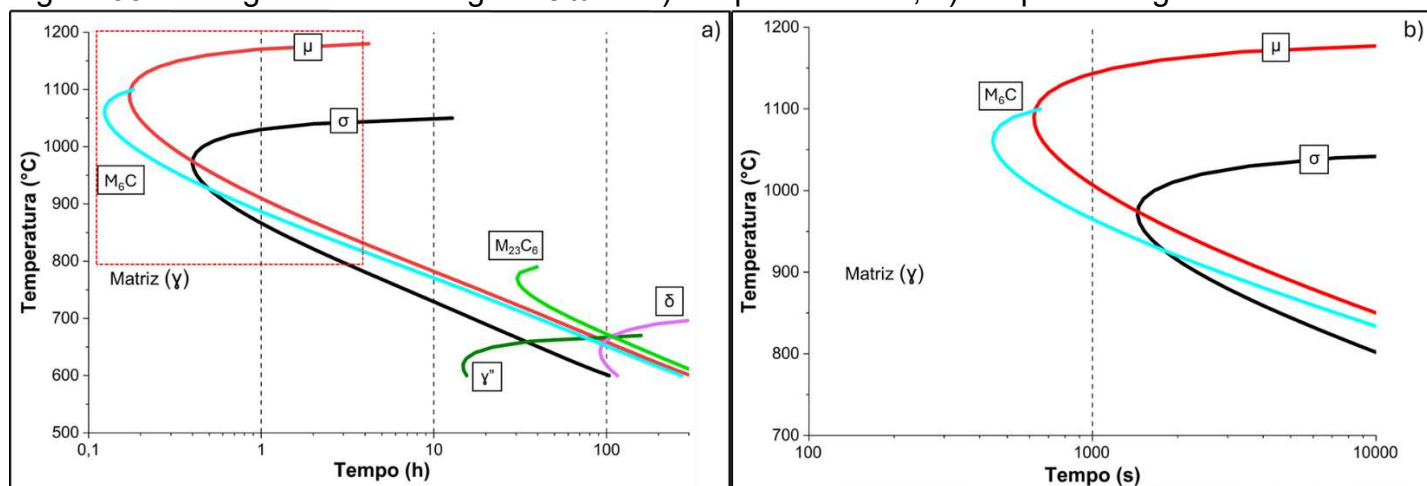 a)
1200
1100
1000
900
800
700
600
500
Temperatura (°C)
μ
σ
M₆C
M₂₃C₆
δ
γ”
Matriz (ɣ)
0,1
1
10
100
Tempo (h)
b)
1200
1100
1000
900
800
700
Temperatura (°C)
μ
M₆C
σ
Matriz (ɣ)
100
1000
10000
Tempo (s)